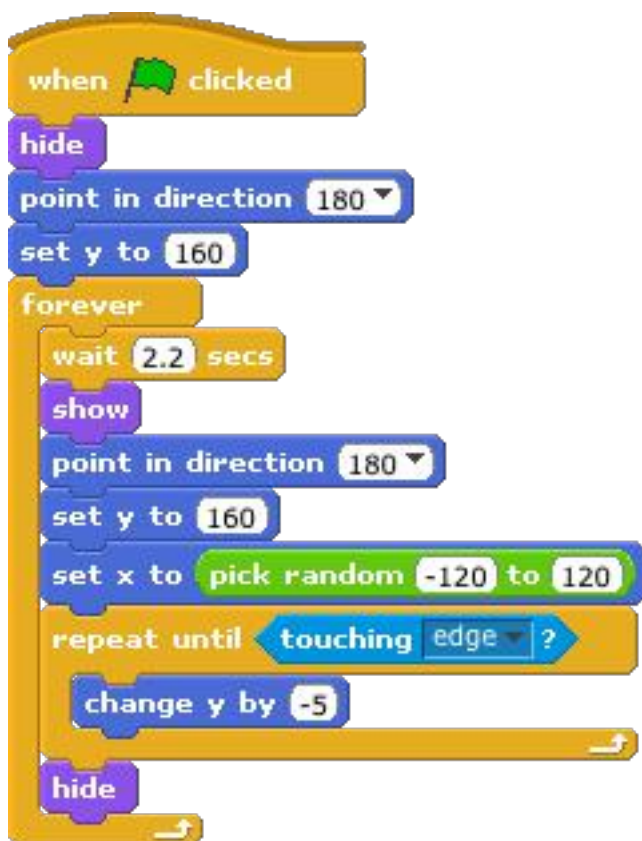 when clicked
hide
point in direction 180
set y to 160
forever
wait 2.2 secs
show
point in direction 180
set y to 160
set x to pick random -120 to 120
repeat until touching edge ?
change y by -5
hide